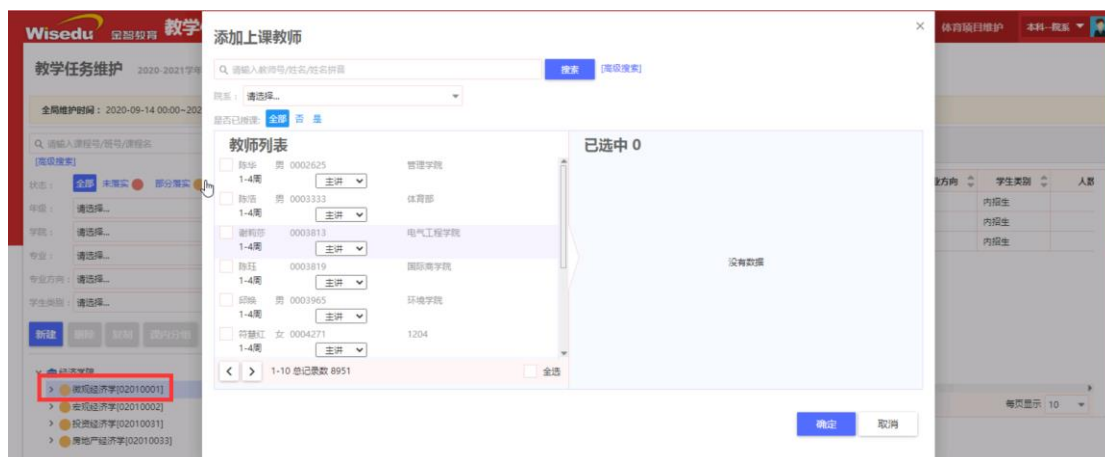 Wisedu 金智教育 教学
体育项目维护 本科--院系
教学任务维护 2020-2021学年
全局维护时间： 2020-09-14 00:00~202
请输入课程号/班号/课程名
[高级搜索]
状态： 全部 未落实 部分落实
年级： 请选择...
学院： 请选择...
专业： 请选择...
专业方向： 请选择...
学生类别： 请选择...
新建 删除 复制 课内分组
经济学院
微观经济学[02010001]
宏观经济学[02010002]
投资经济学[02010031]
房地产经济学[02010033]
添加上课教师
请输入教师号/姓名/姓名拼音 搜索 [高级搜索]
院系： 请选择...
是否已授课: 全部 否 是
教师列表
陈华 男 0002625 管理学院
1-4周 主讲
陈浩 男 0003333 体育部
1-4周 主讲
谢莉莎 0003813 电气工程学院
1-4周 主讲
陈珏 0003819 国际商学院
1-4周 主讲
邱焕 男 0003965 环境学院
1-4周 主讲
符慧红 女 0004271 1204
1-4周 主讲
1-10 总记录数 8951 全选
已选中 0
没有数据
确定 取消
业方向 学生类别 人数
内招生
内招生
内招生
每页显示 10